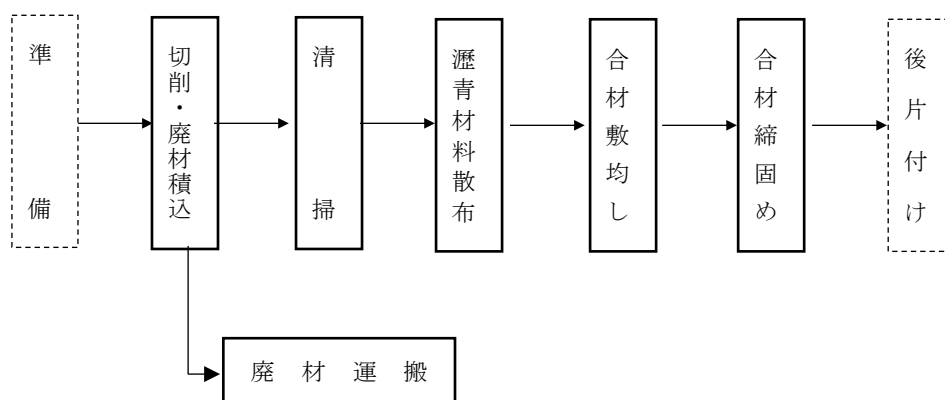 準備
切削・廃材積込
清掃
瀝青材料散布
合材敷均し
合材締固め
後片付け
廃材運搬